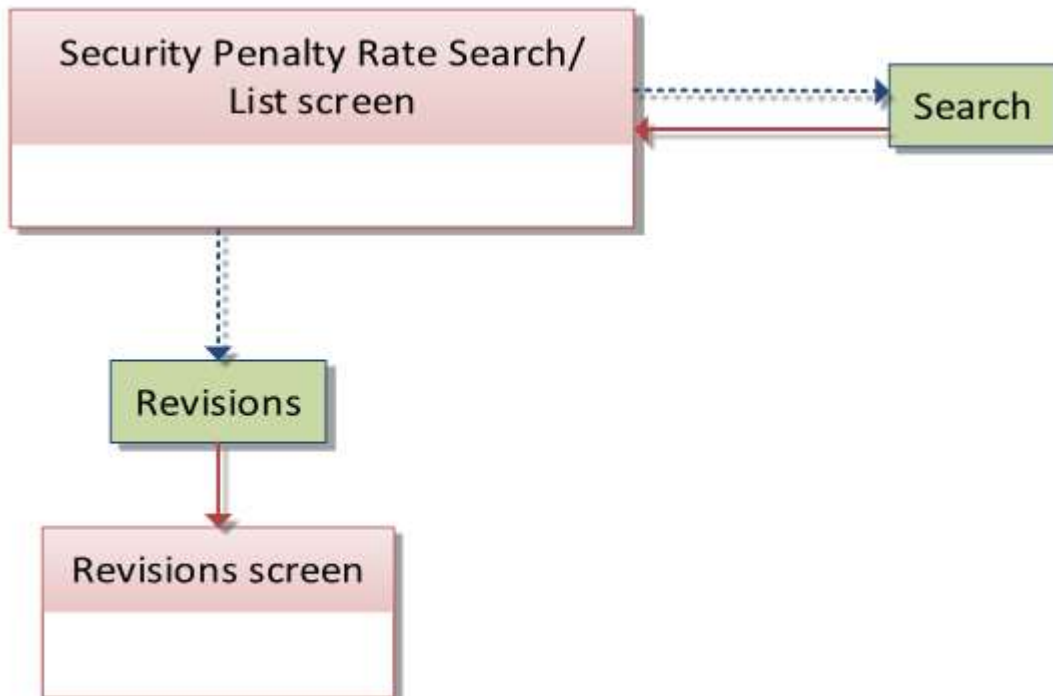 Security Penalty Rate Search/
List screen
Search
Revisions
Revisions screen